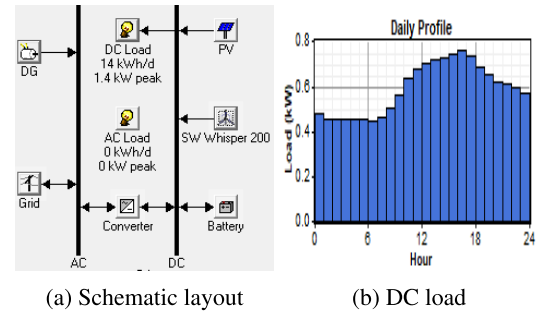 DG
DC Load
14 kWh/d
1.4 kW peak
PV
AC Load
0 kWh/d
0 kW peak
SW Whisper 200
Grid
Converter
Battery
AC
DC
Daily Profile
Load (kW)
0.8
0.6
0.4
0.2
0.0
0
6
12
18
24
Hour
(a) Schematic layout
(b) DC load